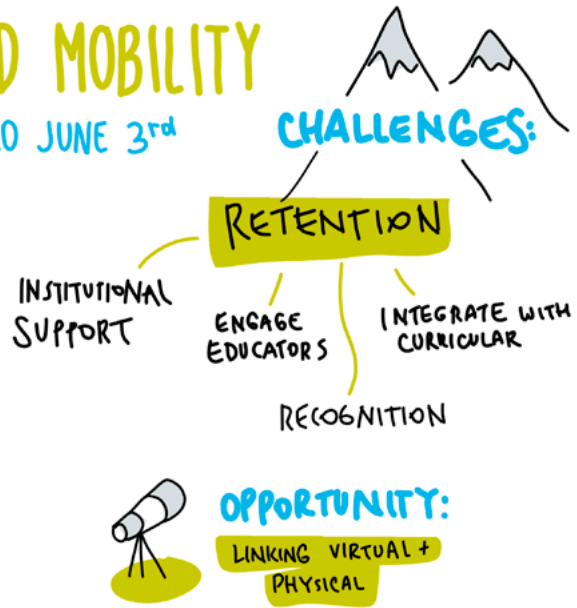 D MOBILITY
O JUNE 3rd
CHALLENGES:
RETENTION
INSTITUTIONAL
SUPPORT
ENGAGE
EDUCATORS
RECOGNITION
INTEGRATE WITH
CURRICULAR
OPPORTUNITY:
LINKING VIRTUAL +
PHYSICAL